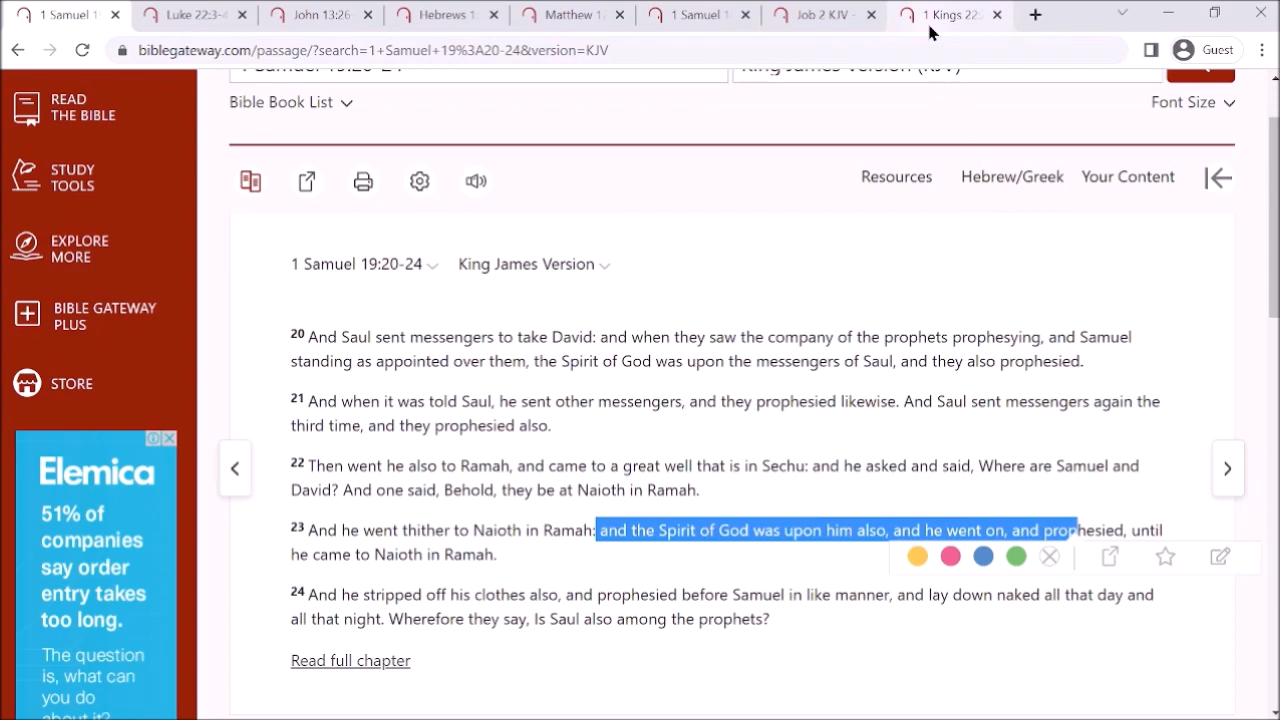 1 Samuel 1
Luke 22:3-4
John 13:26-
Hebrews 1
Matthew 1
1 Samuel 1
Job 2 KJV -
1 Kings 22:
biblegateway.com/passage/?search=1+Samuel+19%3A20-24&version=KJV
Guest
1 Samuel 19:20-24
King James Version (KJV)
READ
THE BIBLE
Bible Book List
Font Size
STUDY
TOOLS
Resources
Hebrew/Greek
Your Content
EXPLORE
MORE
1 Samuel 19:20-24
King James Version
BIBLE GATEWAY
PLUS
STORE
20 And Saul sent messengers to take David: and when they saw the company of the prophets prophesying, and Samuel
standing as appointed over them, the Spirit of God was upon the messengers of Saul, and they also prophesied.
21 And when it was told Saul, he sent other messengers, and they prophesied likewise. And Saul sent messengers again the
third time, and they prophesied also.
22 Then went he also to Ramah, and came to a great well that is in Sechu: and he asked and said, Where are Samuel and
David? And one said, Behold, they be at Naioth in Ramah.
23 And he went thither to Naioth in Ramah: and the Spirit of God was upon him also, and he went on, and prophesied, until
he came to Naioth in Ramah.
24 And he stripped off his clothes also, and prophesied before Samuel in like manner, and lay down naked all that day and
all that night. Wherefore they say, Is Saul also among the prophets?
Read full chapter
Elemica
51% of
companies
say order
entry takes
too long.
The question
is, what can
you do
about it?